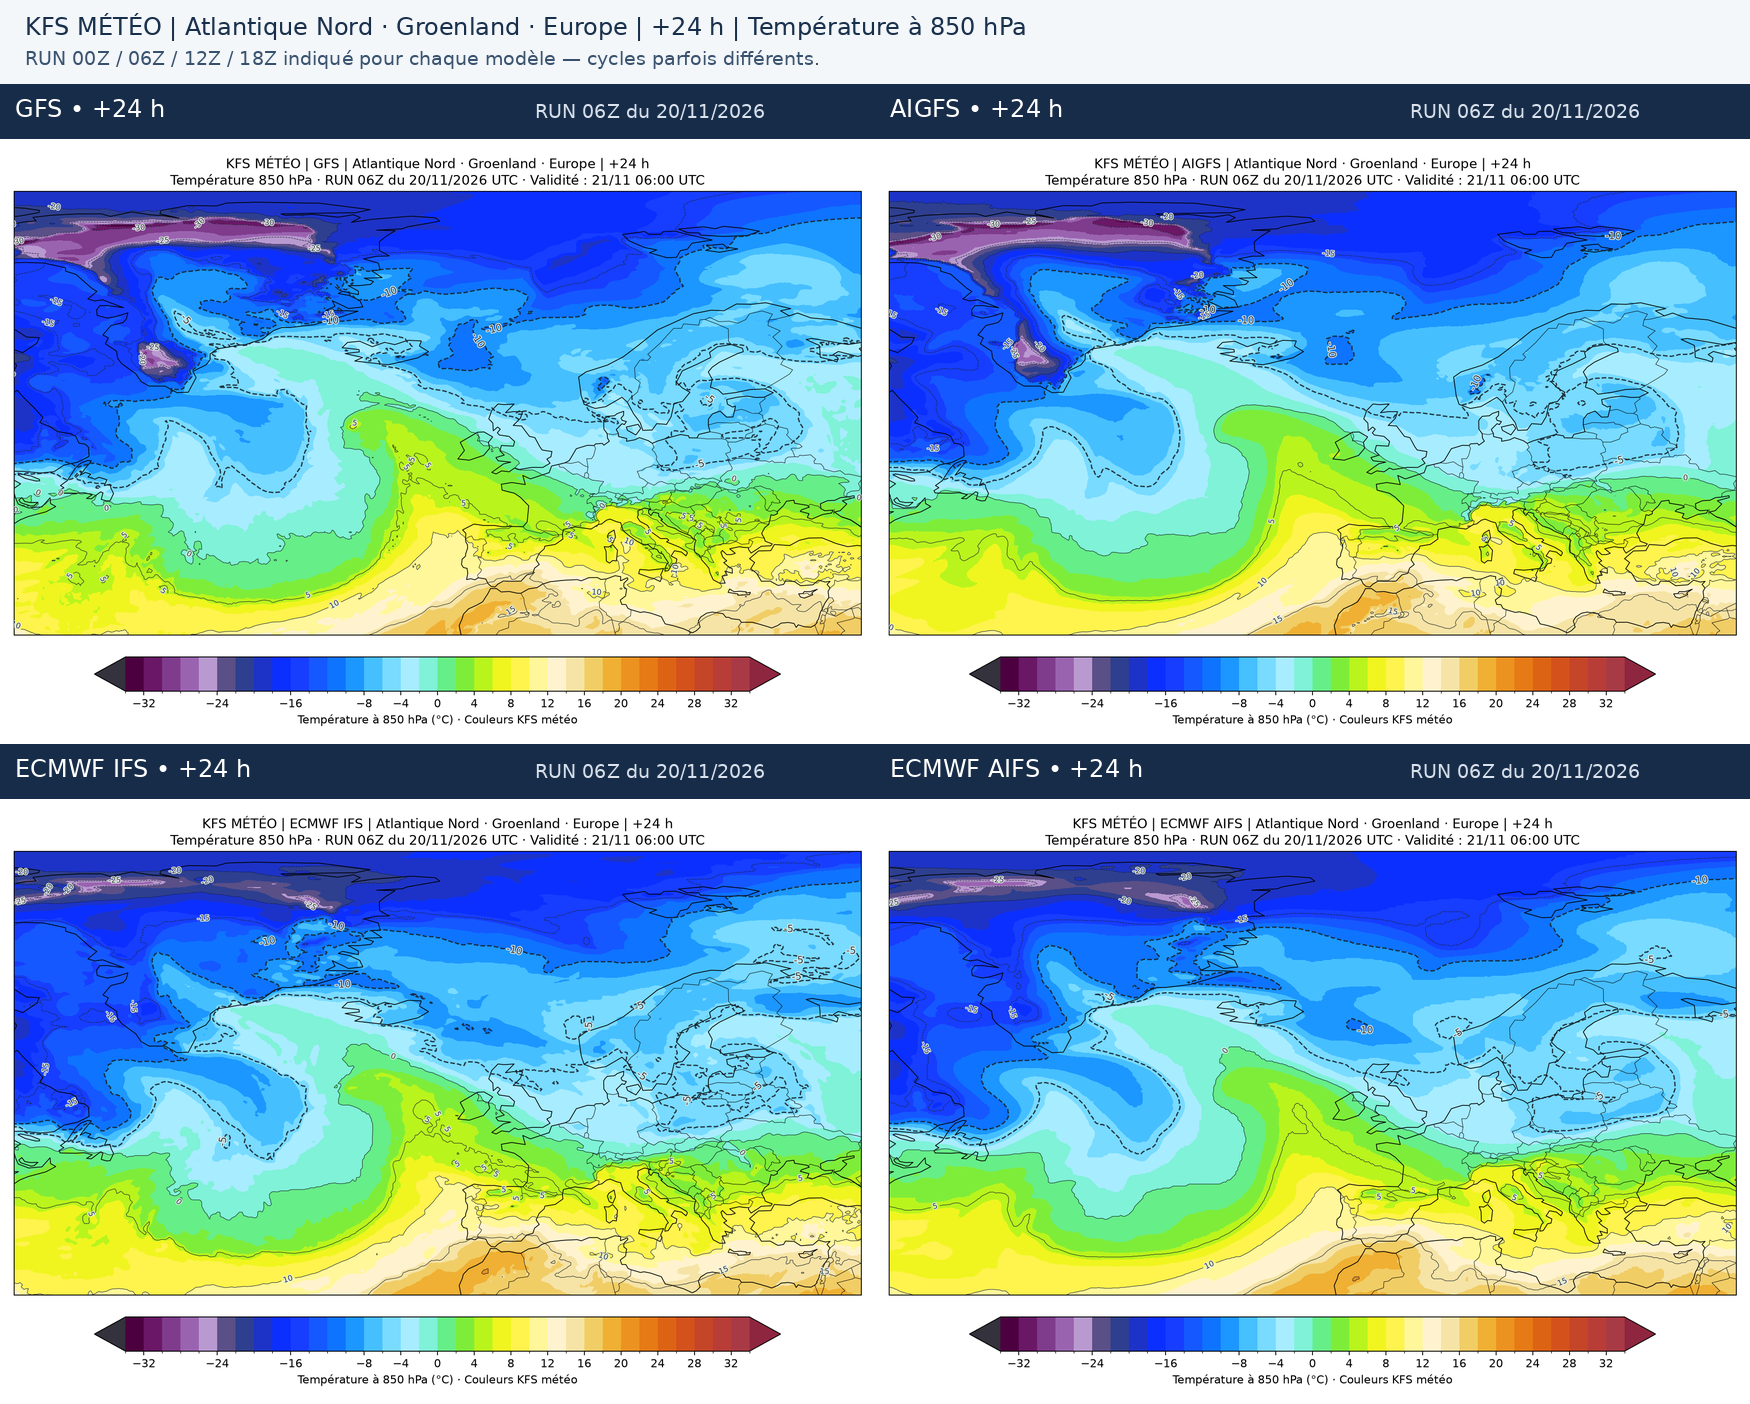 KFS MÉTÉO | Atlantique Nord · Groenland · Europe | +24 h | Température à 850 hPa
RUN 00Z / 06Z / 12Z / 18Z indiqué pour chaque modèle — cycles parfois différents.
GFS • +24 h RUN 06Z du 20/11/2026
AIGFS • +24 h RUN 06Z du 20/11/2026
KFS MÉTÉO | GFS | Atlantique Nord · Groenland · Europe | +24 h
Température 850 hPa · RUN 06Z du 20/11/2026 UTC · Validité : 21/11 06:00 UTC
−32 −24 −16 −8 −4 0 4 8 12 16 20 24 28 32
Température à 850 hPa (°C) · Couleurs KFS météo
KFS MÉTÉO | AIGFS | Atlantique Nord · Groenland · Europe | +24 h
Température 850 hPa · RUN 06Z du 20/11/2026 UTC · Validité : 21/11 06:00 UTC
−32 −24 −16 −8 −4 0 4 8 12 16 20 24 28 32
Température à 850 hPa (°C) · Couleurs KFS météo
ECMWF IFS • +24 h RUN 06Z du 20/11/2026
ECMWF AIFS • +24 h RUN 06Z du 20/11/2026
KFS MÉTÉO | ECMWF IFS | Atlantique Nord · Groenland · Europe | +24 h
Température 850 hPa · RUN 06Z du 20/11/2026 UTC · Validité : 21/11 06:00 UTC
−32 −24 −16 −8 −4 0 4 8 12 16 20 24 28 32
Température à 850 hPa (°C) · Couleurs KFS météo
KFS MÉTÉO | ECMWF AIFS | Atlantique Nord · Groenland · Europe | +24 h
Température 850 hPa · RUN 06Z du 20/11/2026 UTC · Validité : 21/11 06:00 UTC
−32 −24 −16 −8 −4 0 4 8 12 16 20 24 28 32
Température à 850 hPa (°C) · Couleurs KFS météo